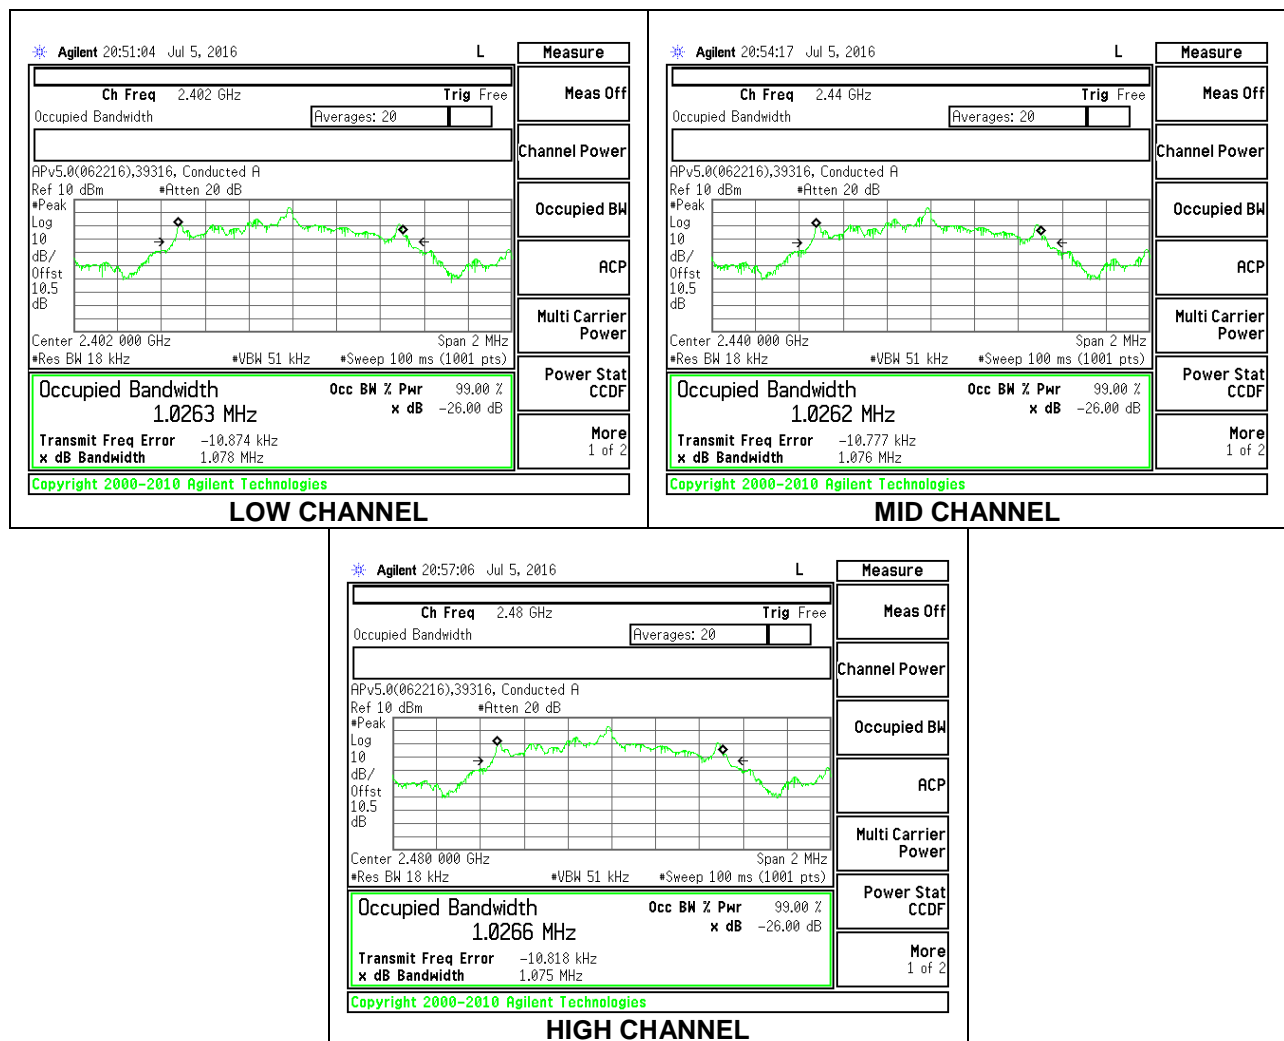 Agilent 20:51:04 Jul 5, 2016 L Measure
Ch Freq 2.402 GHz Trig Free
Meas Off
Occupied Bandwidth Averages: 20
Channel Power
APv5.0(062216),39316, Conducted A
Ref 10 dBm #Atten 20 dB
#Peak
Log
10
dB/
Offst
10.5
dB
Occupied BW
ACP
Multi Carrier
Power
Center 2.402 000 GHz Span 2 MHz
#Res BW 18 kHz #VBW 51 kHz #Sweep 100 ms (1001 pts)
Power Stat
CCDF
Occupied Bandwidth Occ BW % Pwr 99.00 %
1.0263 MHz x dB -26.00 dB
Transmit Freq Error -10.874 kHz
x dB Bandwidth 1.078 MHz
More
1 of 2
Copyright 2000-2010 Agilent Technologies
LOW CHANNEL
Agilent 20:54:17 Jul 5, 2016 L Measure
Ch Freq 2.44 GHz Trig Free
Meas Off
Occupied Bandwidth Averages: 20
Channel Power
APv5.0(062216),39316, Conducted A
Ref 10 dBm #Atten 20 dB
#Peak
Log
10
dB/
Offst
10.5
dB
Occupied BW
ACP
Multi Carrier
Power
Center 2.440 000 GHz Span 2 MHz
#Res BW 18 kHz #VBW 51 kHz #Sweep 100 ms (1001 pts)
Power Stat
CCDF
Occupied Bandwidth Occ BW % Pwr 99.00 %
1.0262 MHz x dB -26.00 dB
Transmit Freq Error -10.777 kHz
x dB Bandwidth 1.076 MHz
More
1 of 2
Copyright 2000-2010 Agilent Technologies
MID CHANNEL
Agilent 20:57:06 Jul 5, 2016 L Measure
Ch Freq 2.48 GHz Trig Free
Meas Off
Occupied Bandwidth Averages: 20
Channel Power
APv5.0(062216),39316, Conducted A
Ref 10 dBm #Atten 20 dB
#Peak
Log
10
dB/
Offst
10.5
dB
Occupied BW
ACP
Multi Carrier
Power
Center 2.480 000 GHz Span 2 MHz
#Res BW 18 kHz #VBW 51 kHz #Sweep 100 ms (1001 pts)
Power Stat
CCDF
Occupied Bandwidth Occ BW % Pwr 99.00 %
1.0266 MHz x dB -26.00 dB
Transmit Freq Error -10.818 kHz
x dB Bandwidth 1.075 MHz
More
1 of 2
Copyright 2000-2010 Agilent Technologies
HIGH CHANNEL